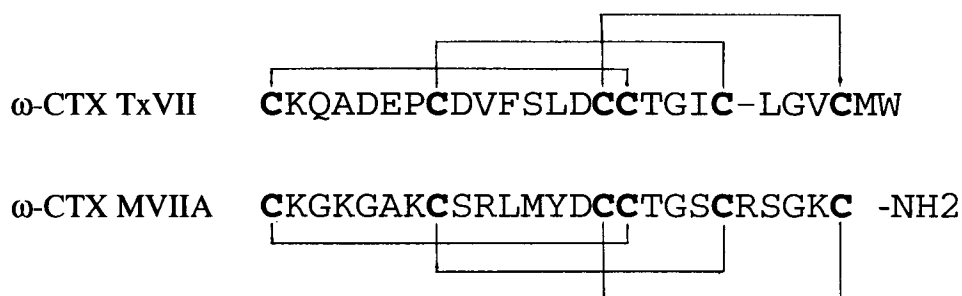 ω-CTX TxVII CKQADEPCDVFSLDCCTGIC-LGVCMW
ω-CTX MVIIA CKGKGAKCSRLMYDCCTGSCRSGKC -NH2